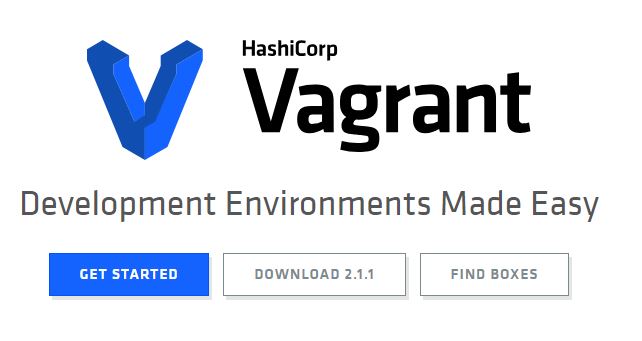 HashiCorp
Vagrant
Development Environments Made Easy
GET STARTED
DOWNLOAD 2.1.1
FIND BOXES